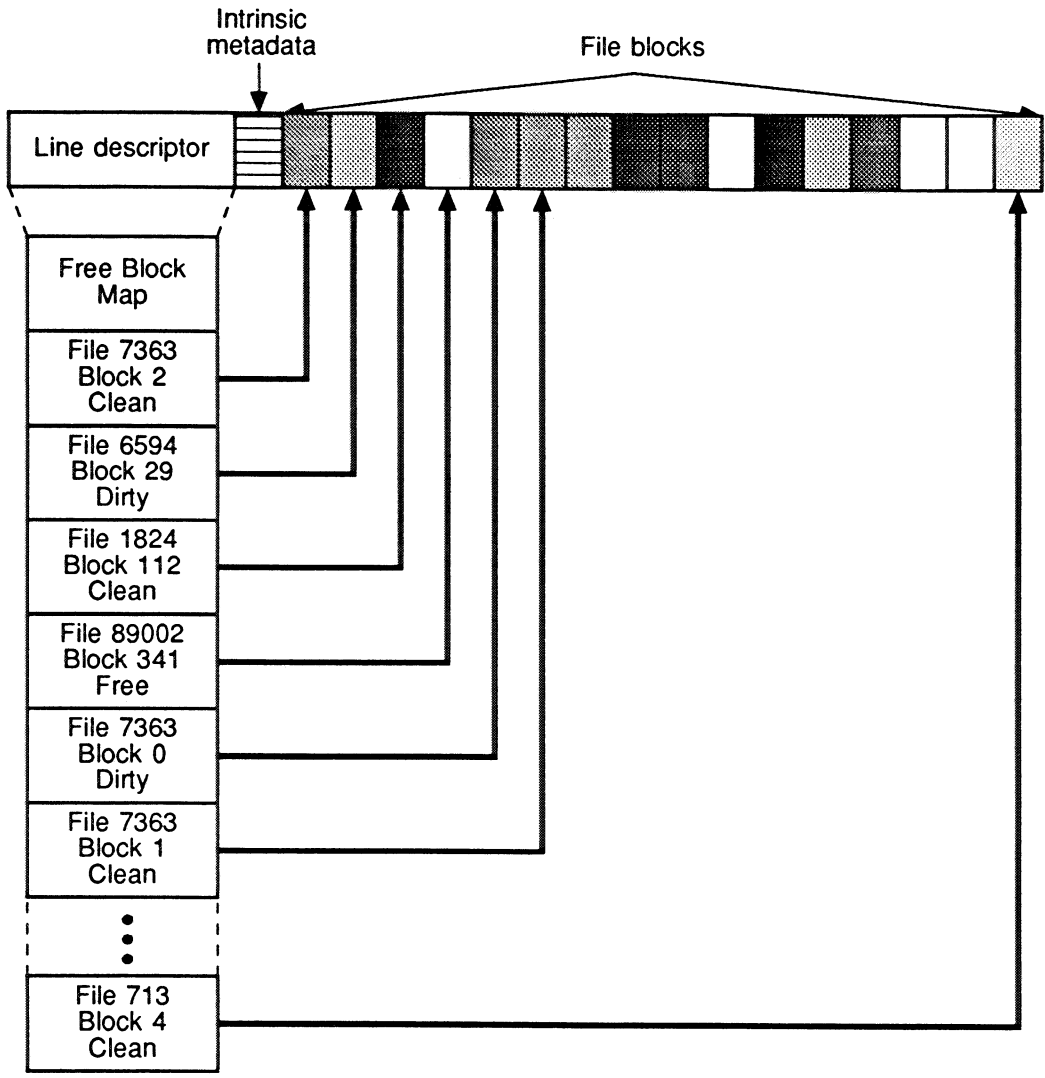 Intrinsic
metadata
File blocks
Line descriptor
Free Block
Map
File 7363
Block 2
Clean
File 6594
Block 29
Dirty
File 1824
Block 112
Clean
File 89002
Block 341
Free
File 7363
Block 0
Dirty
File 7363
Block 1
Clean
File 713
Block 4
Clean